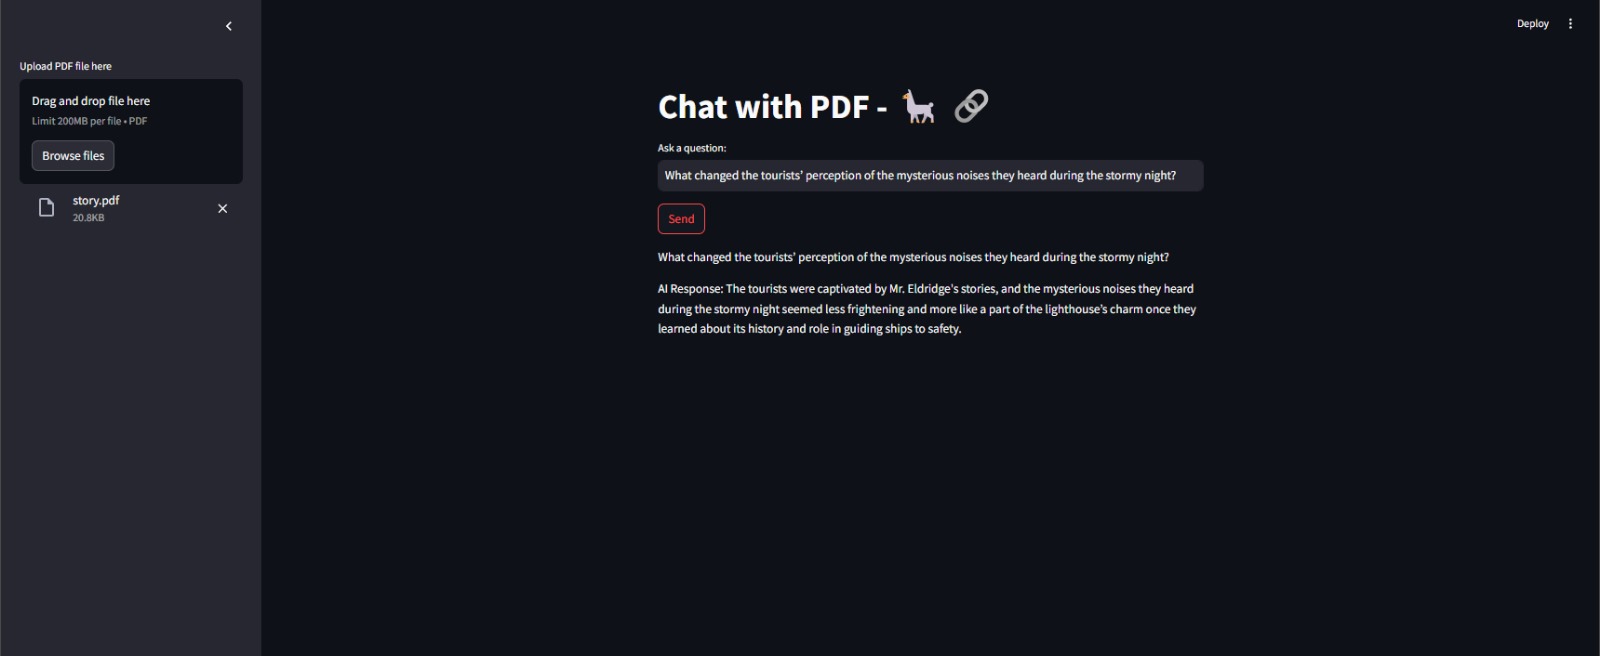 Deploy
Upload PDF file here
Drag and drop file here
Limit 200MB per file • PDF
Browse files
story.pdf
20.8KB
Chat with PDF - 🦙 🔗
Ask a question:
What changed the tourists’ perception of the mysterious noises they heard during the stormy night?
Send
What changed the tourists’ perception of the mysterious noises they heard during the stormy night?
AI Response: The tourists were captivated by Mr. Eldridge's stories, and the mysterious noises they heard
during the stormy night seemed less frightening and more like a part of the lighthouse's charm once they
learned about its history and role in guiding ships to safety.